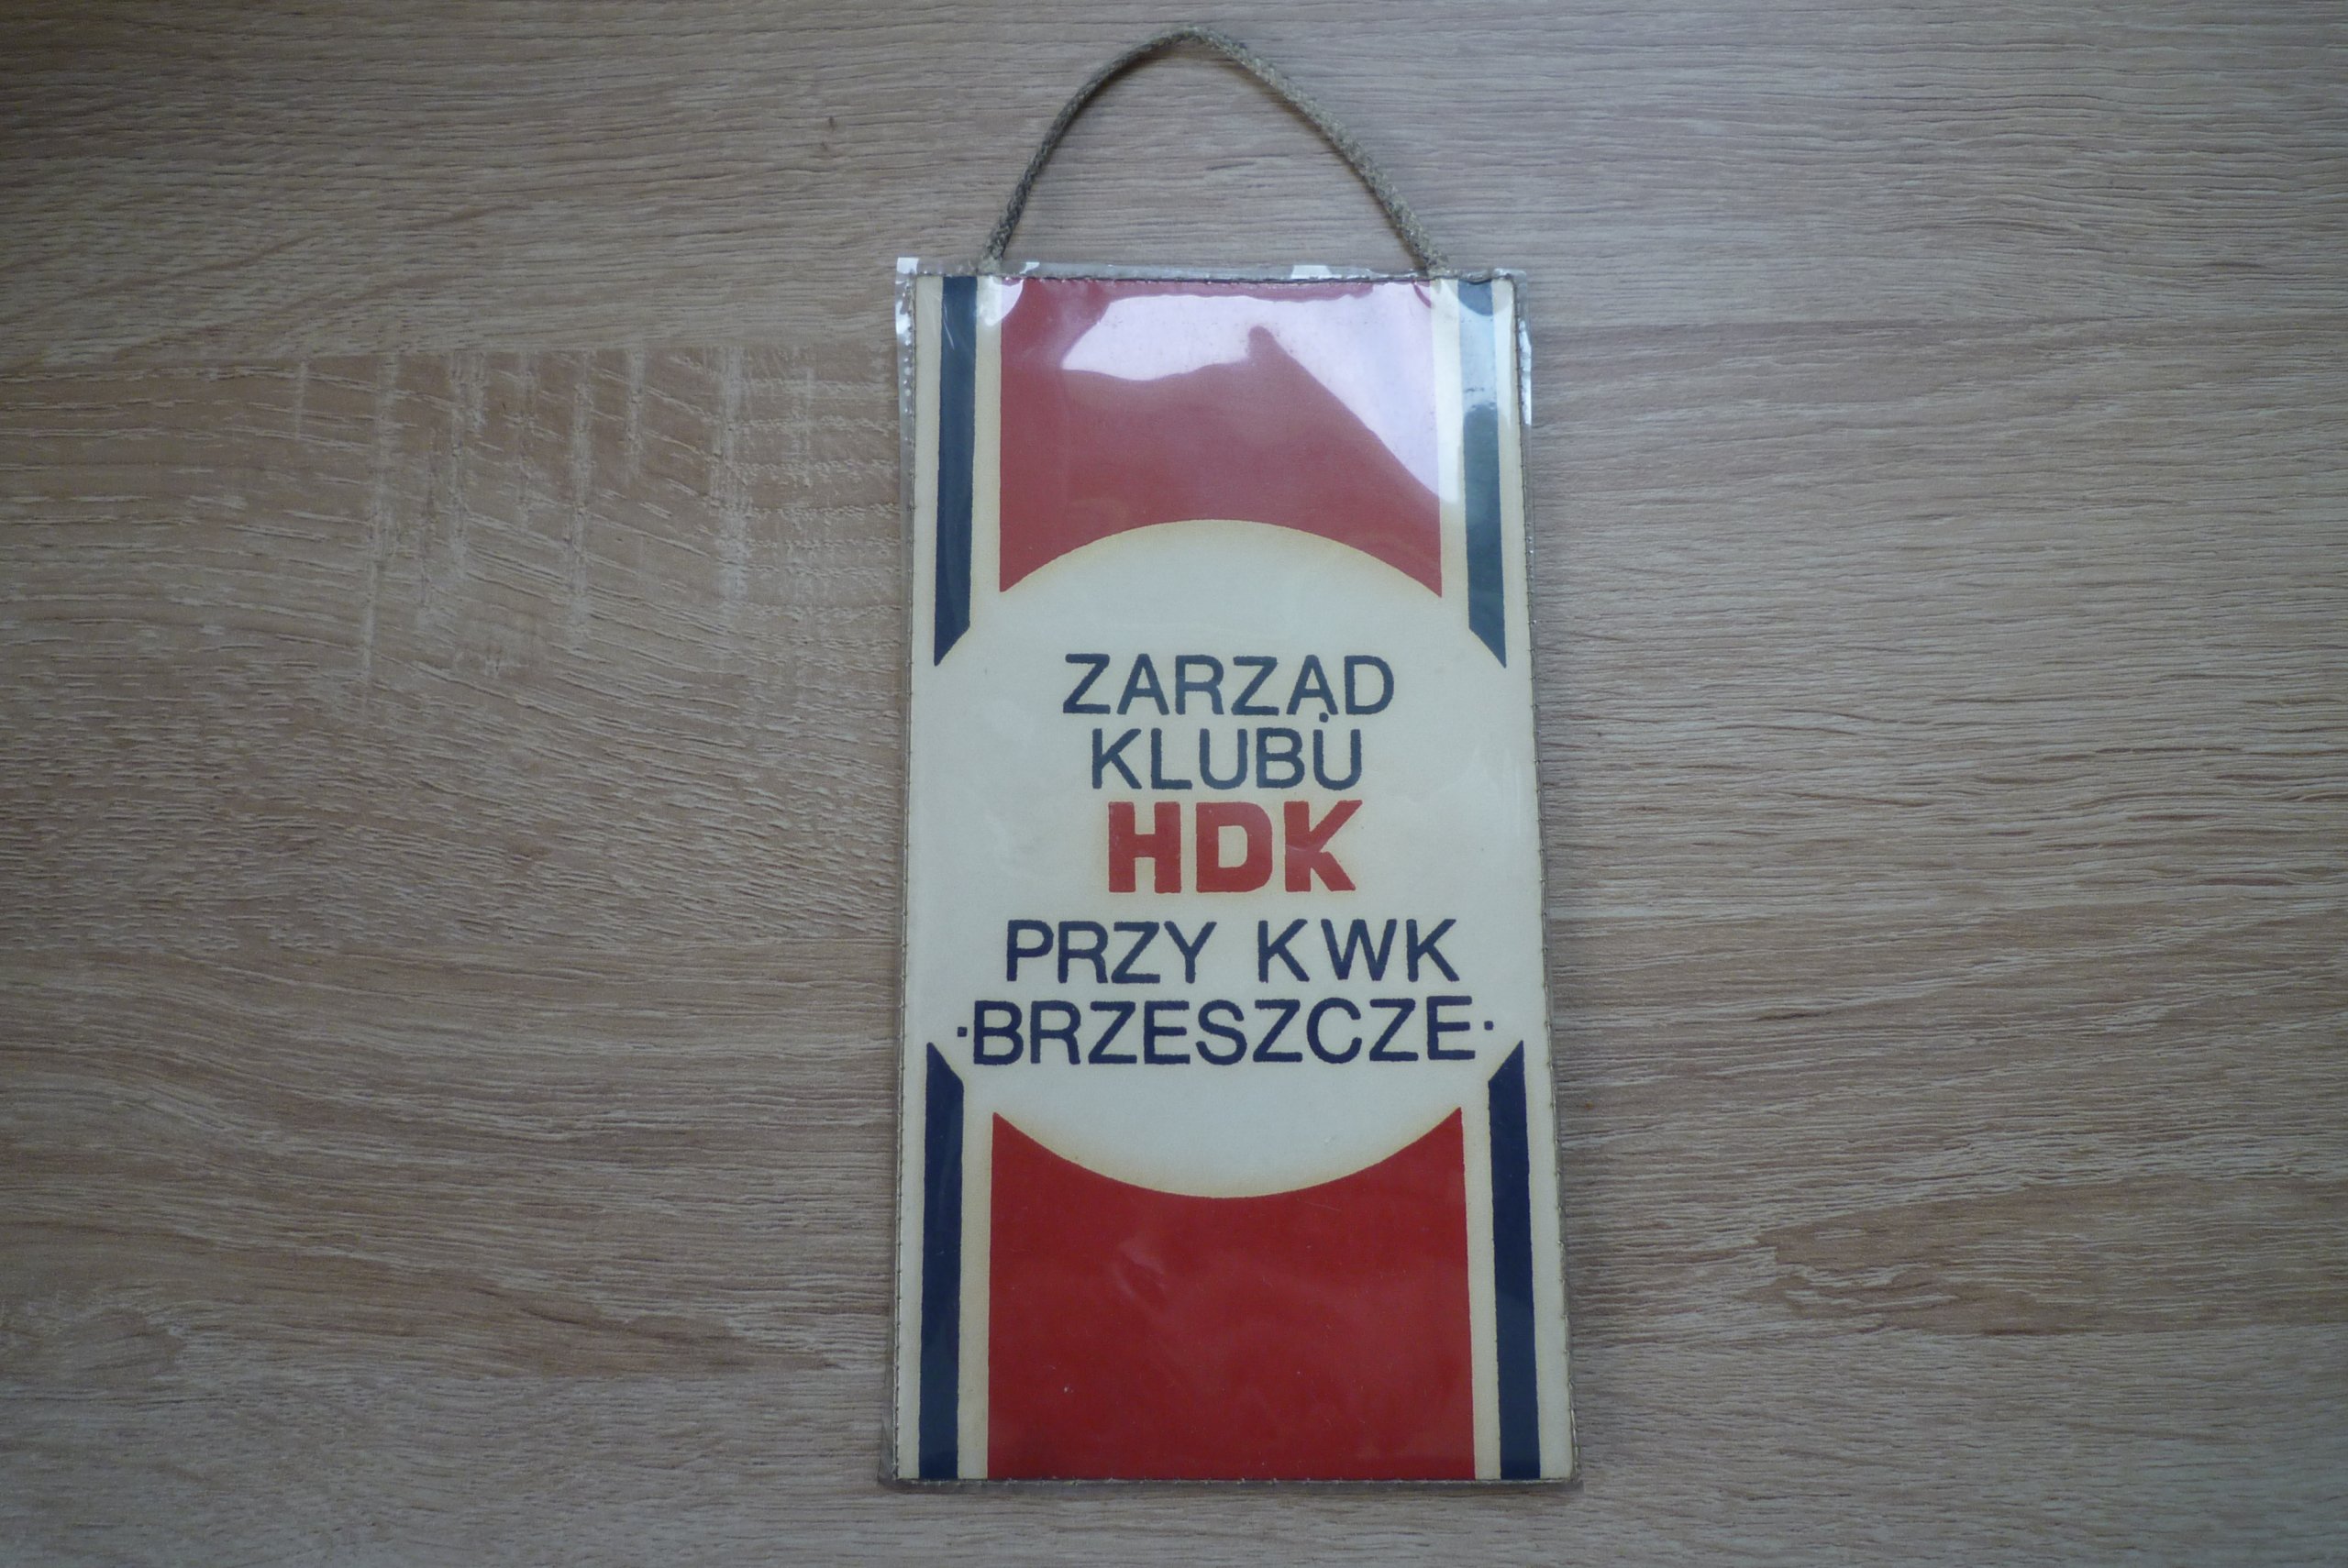 ZARZĄD
KLUBU
HDK
PRZY KWK
·BRZESZCZE·